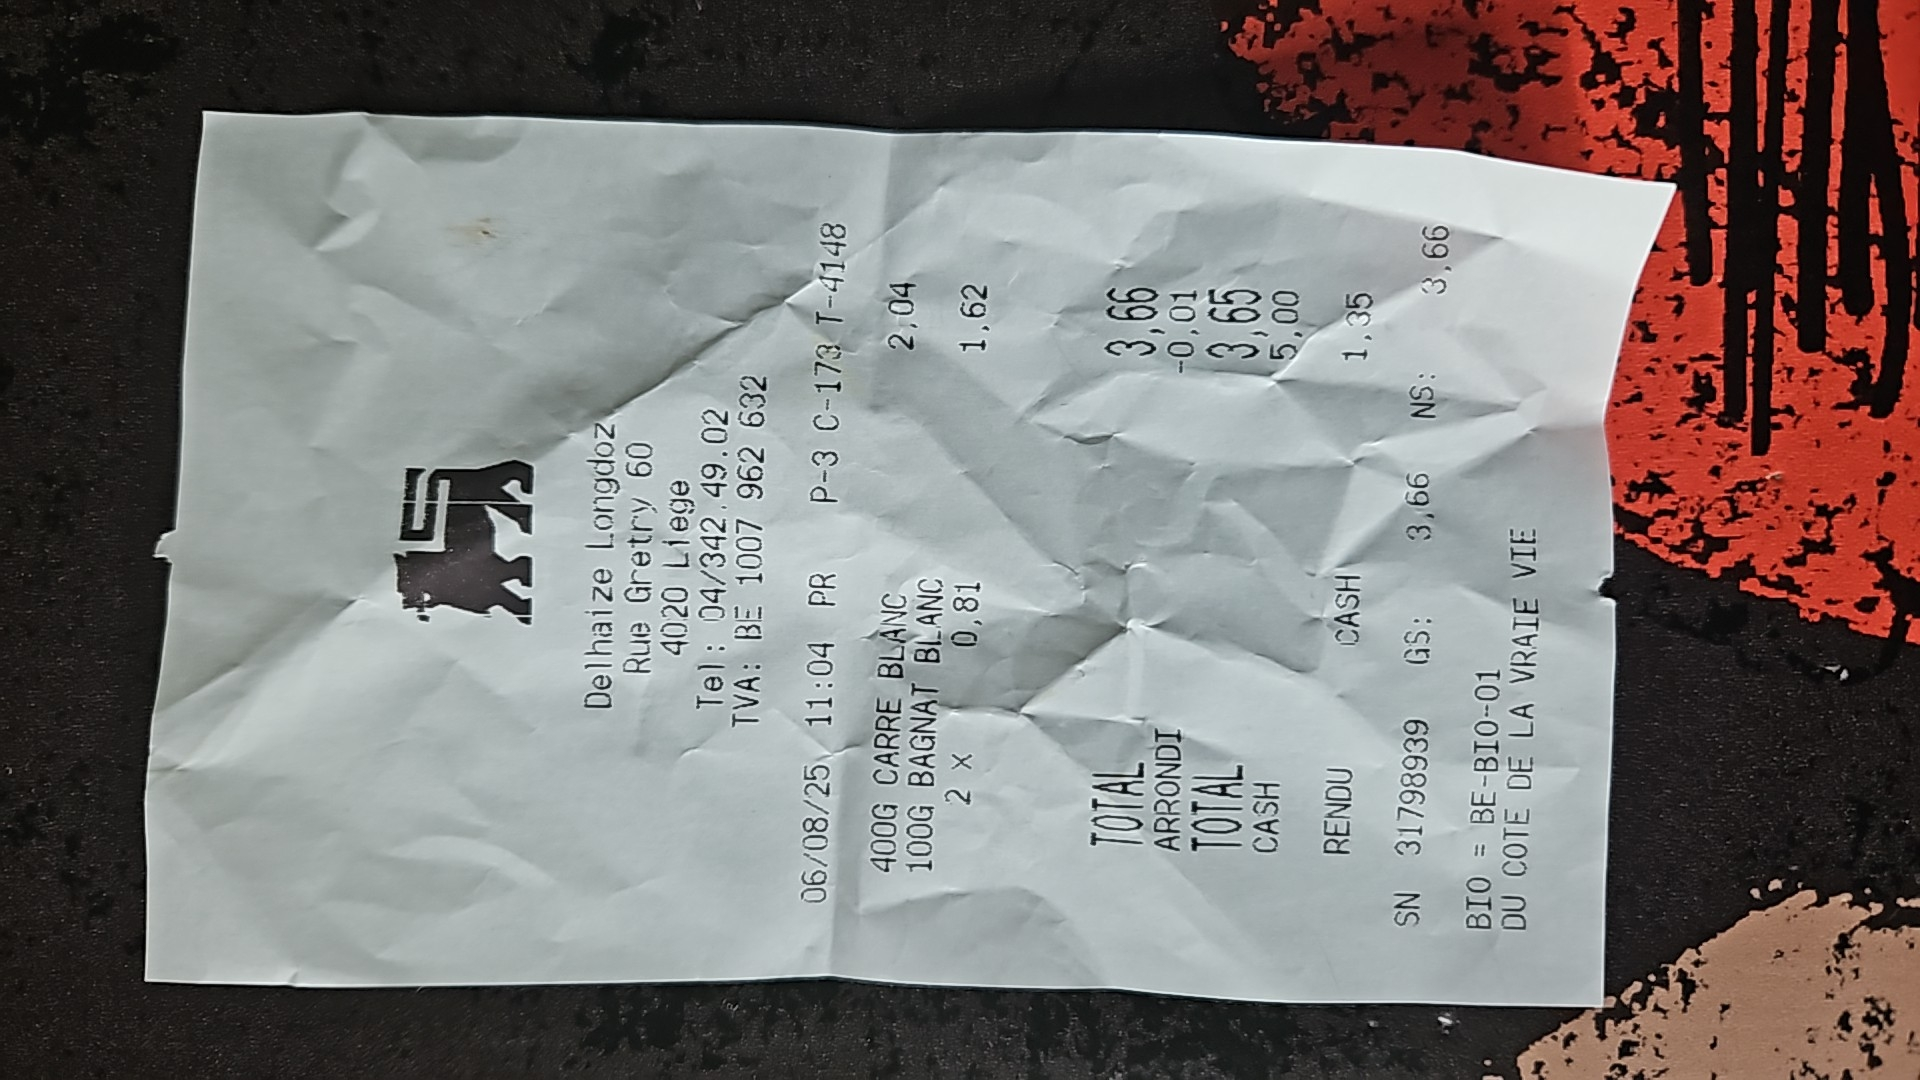 Delhaize Longdoz
Rue Gretry 60
4020 Liege
Tel: 04/342.49.02
TVA: BE 1007 962 632
06/08/25 11:04 PR P-3 C-173 T-4148
400G CARRE BLANC 2,04
100G BAGNAT BLANC
2 x 0,81 1,62
TOTAL 3,66
ARRONDI -0,01
TOTAL 3,65
CASH 5,00
RENDU CASH 1,35
SN 31798939 GS: 3,66 NS: 3,66
BIO = BE-BIO-01
DU COTE DE LA VRAIE VIE